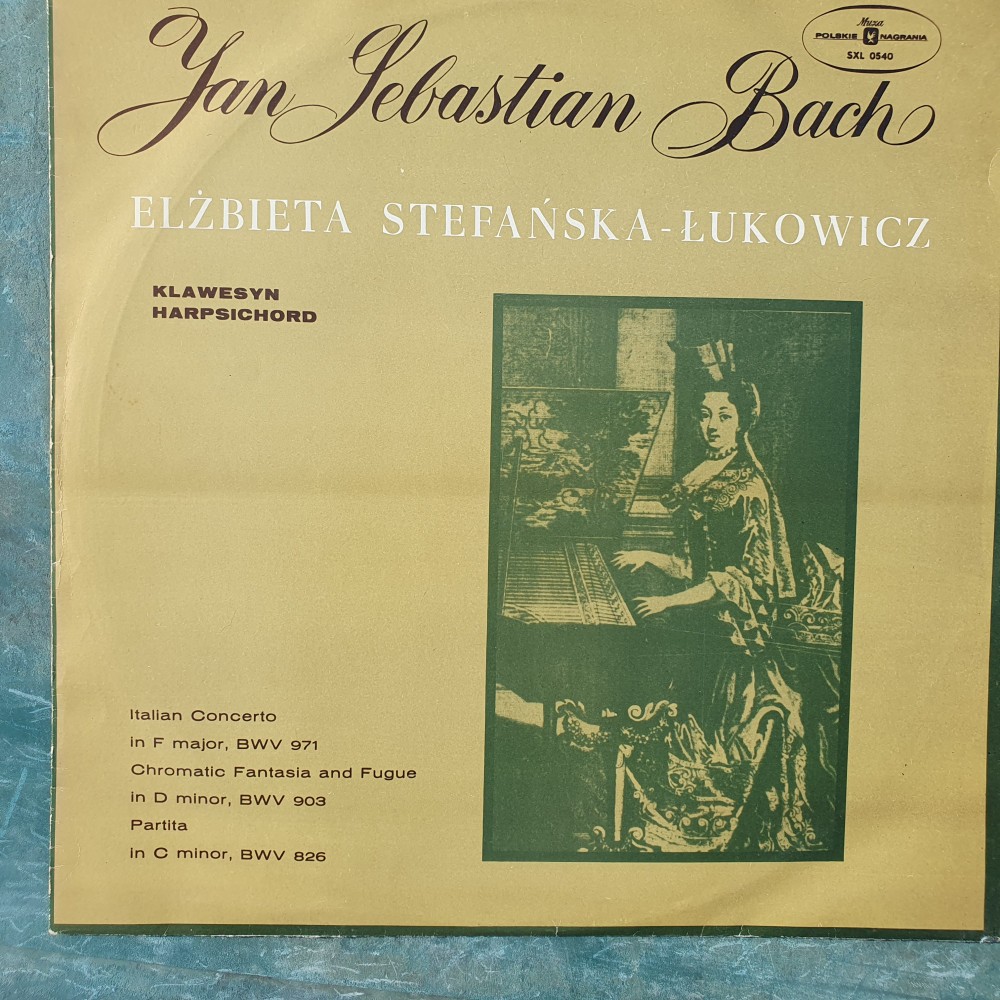 Muza
POLSKIE NAGRANIA
SXL 0540
Jan Sebastian Bach
ELŻBIETA STEFAŃSKA-ŁUKOWICZ
KLAWESYN
HARPSICHORD
Italian Concerto
in F major, BWV 971
Chromatic Fantasia and Fugue
in D minor, BWV 903
Partita
in C minor, BWV 826